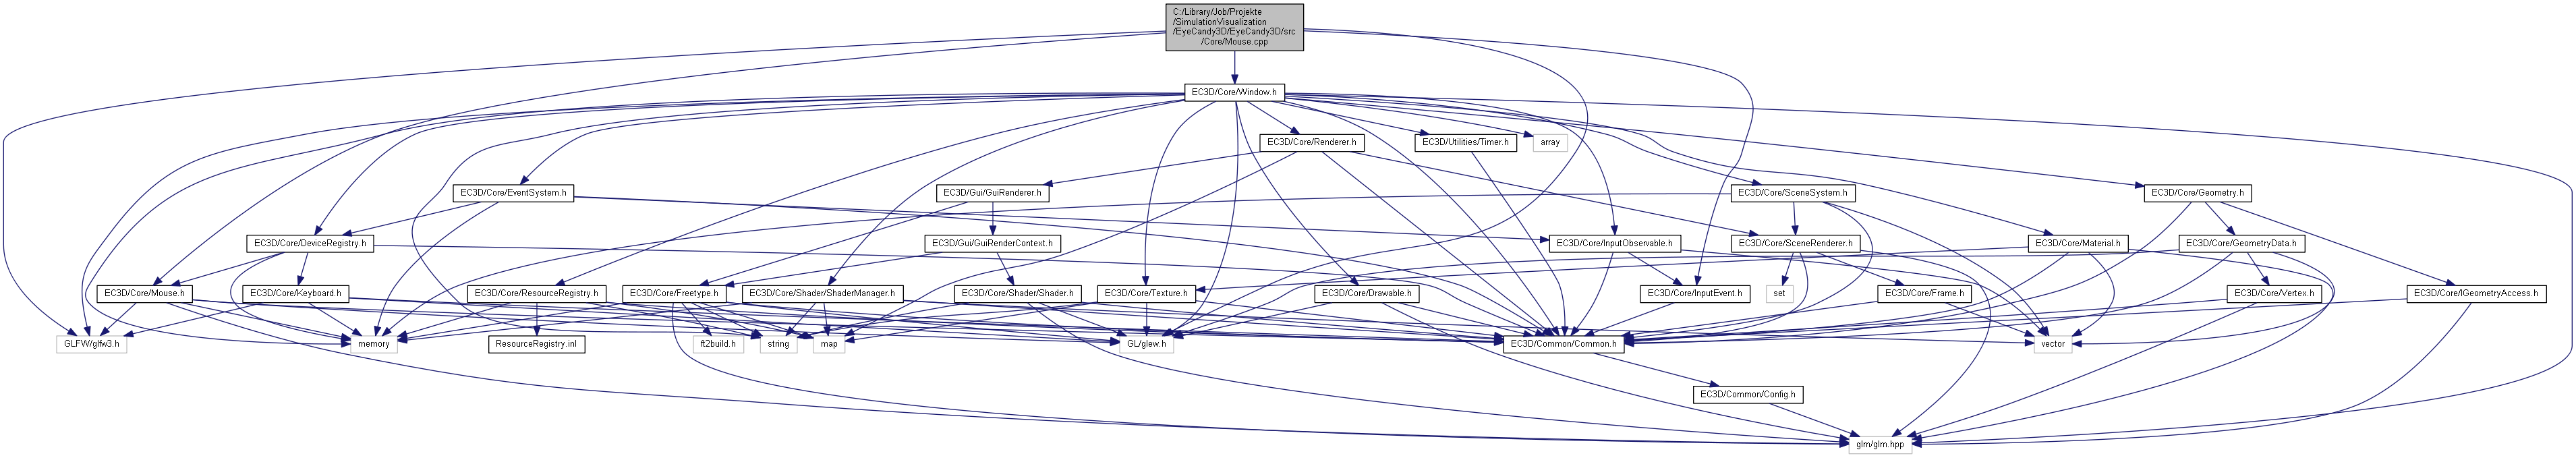 C:/Library/Job/Projekte
/SimulationVisualization
/EyeCandy3D/EyeCandy3D/src
/Core/Mouse.cpp
EC3D/Core/Window.h
EC3D/Core/Renderer.h
EC3D/Utilities/Timer.h
array
EC3D/Core/EventSystem.h
EC3D/Gui/GuiRenderer.h
EC3D/Core/SceneSystem.h
EC3D/Core/Geometry.h
EC3D/Core/DeviceRegistry.h
EC3D/Gui/GuiRenderContext.h
EC3D/Core/InputObservable.h
EC3D/Core/SceneRenderer.h
EC3D/Core/Material.h
EC3D/Core/GeometryData.h
EC3D/Core/Mouse.h
EC3D/Core/Keyboard.h
EC3D/Core/ResourceRegistry.h
EC3D/Core/Freetype.h
EC3D/Core/Shader/ShaderManager.h
EC3D/Core/Shader/Shader.h
EC3D/Core/Texture.h
EC3D/Core/Drawable.h
EC3D/Core/InputEvent.h
set
EC3D/Core/Frame.h
EC3D/Core/Vertex.h
EC3D/Core/IGeometryAccess.h
GLFW/glfw3.h
memory
ResourceRegistry.inl
ft2build.h
string
map
GL/glew.h
EC3D/Common/Common.h
vector
EC3D/Common/Config.h
glm/glm.hpp